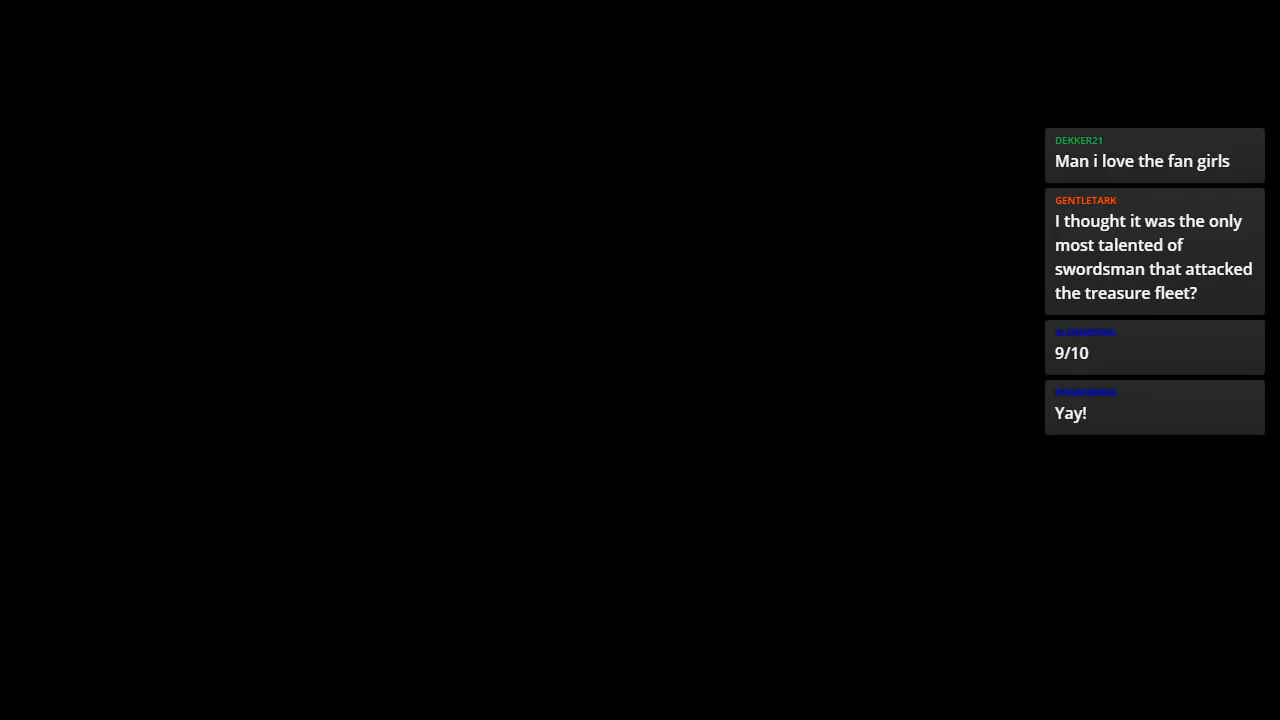 DEKKER21
Man i love the fan girls
GENTLETARK
I thought it was the only
most talented of
swordsman that attacked
the treasure fleet?
9/10
Yay!